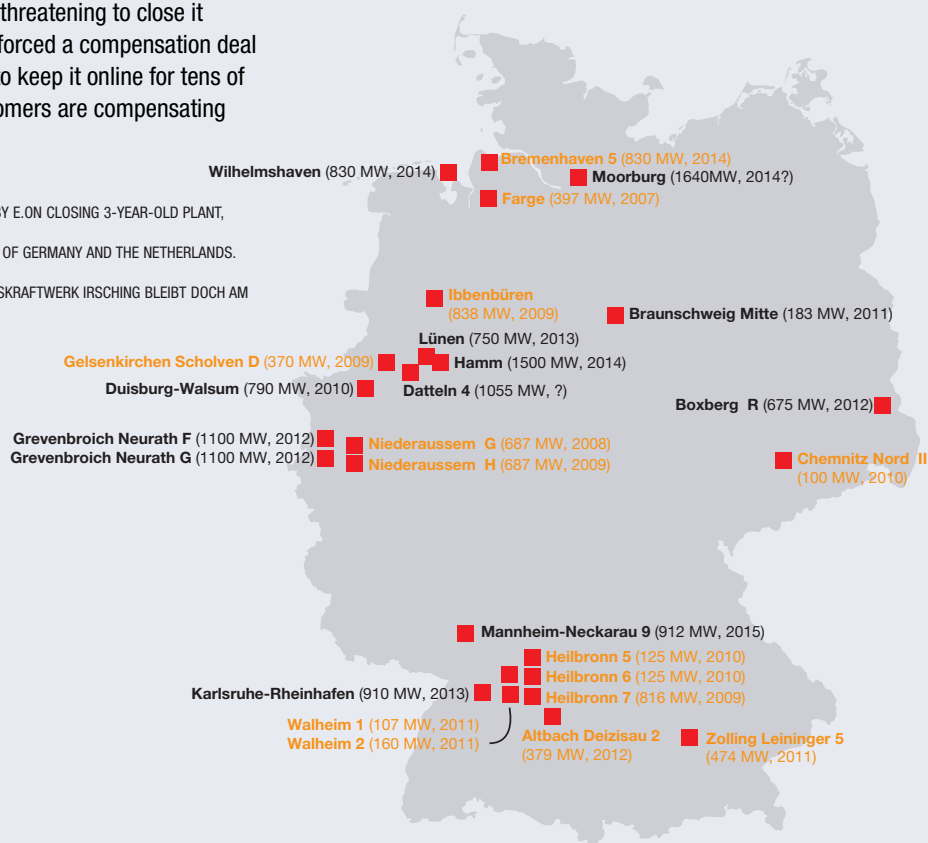 threatening to close it
forced a compensation deal
to keep it online for tens of
omers are compensating
BY E.ON CLOSING 3-YEAR-OLD PLANT,
OF GERMANY AND THE NETHERLANDS.
SKRAFTWERK IRSCHING BLEIBT DOCH AM
Wilhelmshaven (830 MW, 2014)
Bremenhaven 5 (830 MW, 2014)
Moorburg (1640MW, 2014?)
Farge (397 MW, 2007)
Ibbenbüren
(838 MW, 2009)
Braunschweig Mitte (183 MW, 2011)
Lünen (750 MW, 2013)
Gelsenkirchen Scholven D (370 MW, 2009)
Hamm (1500 MW, 2014)
Duisburg-Walsum (790 MW, 2010)
Datteln 4 (1055 MW, ?)
Boxberg R (675 MW, 2012)
Grevenbroich Neurath F (1100 MW, 2012)
Grevenbroich Neurath G (1100 MW, 2012)
Niederaussem G (687 MW, 2008)
Niederaussem H (687 MW, 2009)
Chemnitz Nord II
(100 MW, 2010)
Mannheim-Neckarau 9 (912 MW, 2015)
Heilbronn 5 (125 MW, 2010)
Heilbronn 6 (125 MW, 2010)
Heilbronn 7 (816 MW, 2009)
Karlsruhe-Rheinhafen (910 MW, 2013)
Walheim 1 (107 MW, 2011)
Walheim 2 (160 MW, 2011)
Altbach Deizisau 2
(379 MW, 2012)
Zolling Leininger 5
(474 MW, 2011)